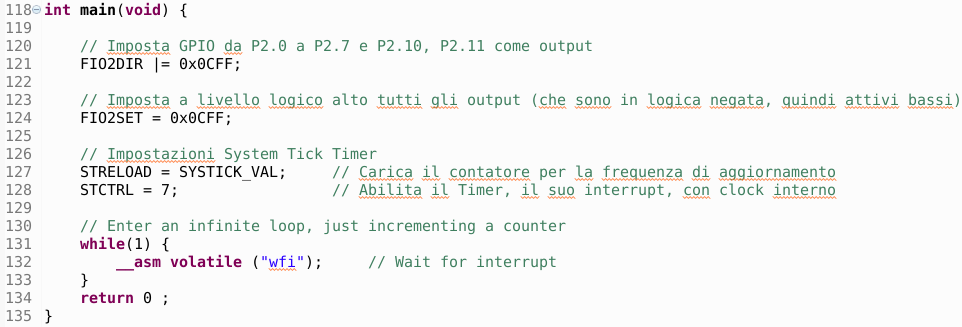 118 int main(void) {
119
120     // Imposta GPIO da P2.0 a P2.7 e P2.10, P2.11 come output
121     FIO2DIR |= 0x0CFF;
122
123     // Imposta a livello logico alto tutti gli output (che sono in logica negata, quindi attivi bassi)
124     FIO2SET = 0x0CFF;
125
126     // Impostazioni System Tick Timer
127     STRELOAD = SYSTICK_VAL;     // Carica il contatore per la frequenza di aggiornamento
128     STCTRL = 7;                 // Abilita il Timer, il suo interrupt, con clock interno
129
130     // Enter an infinite loop, just incrementing a counter
131     while(1) {
132         __asm volatile ("wfi");     // Wait for interrupt
133     }
134     return 0 ;
135 }